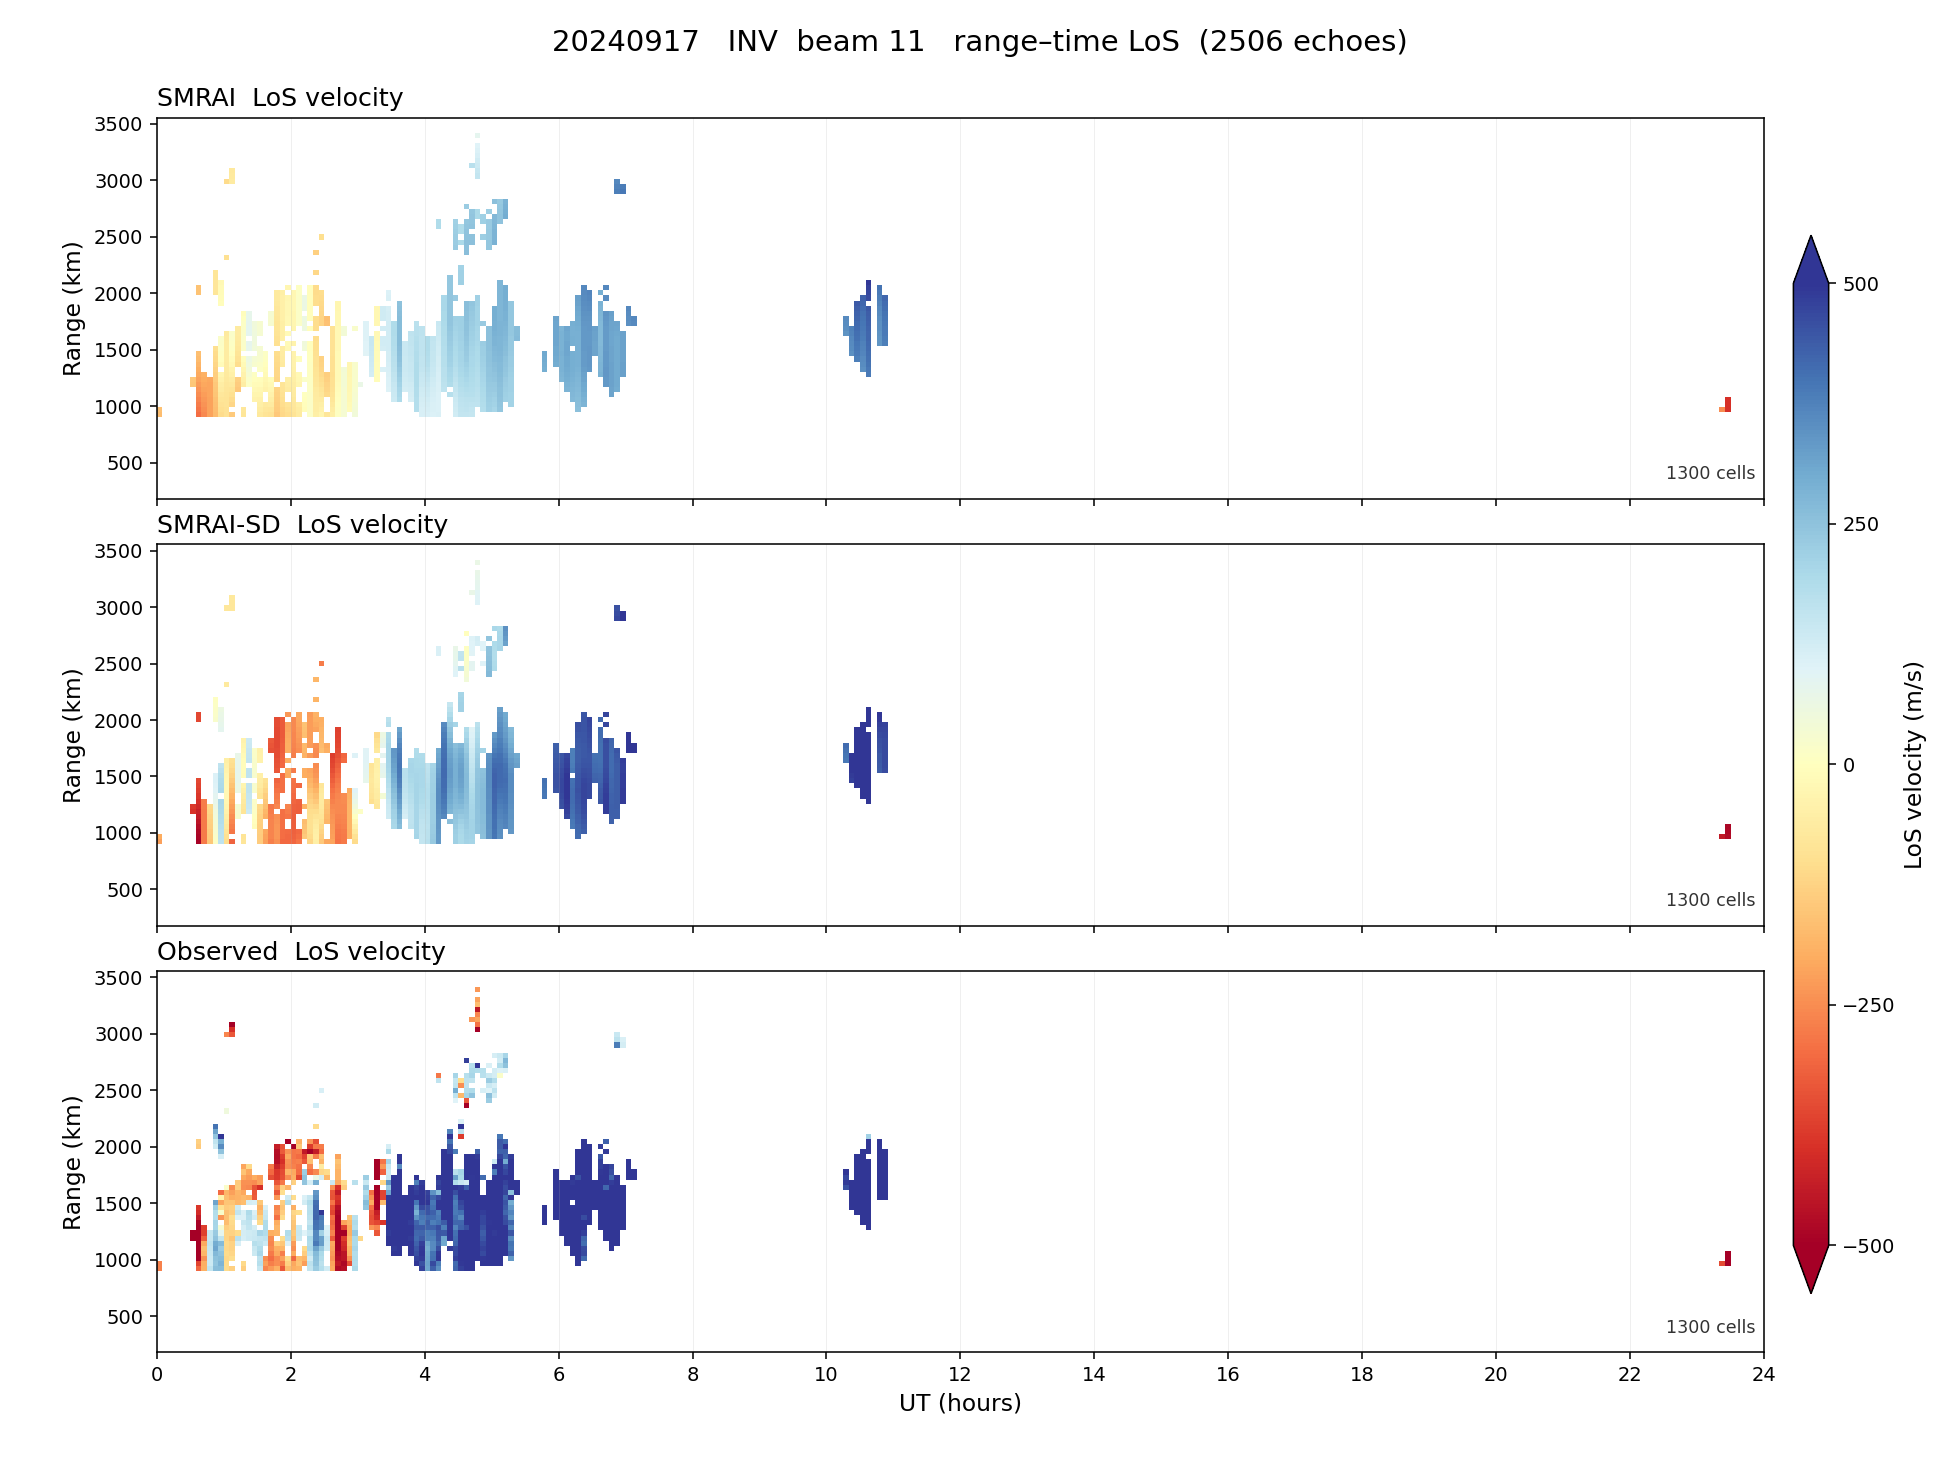 20240917 INV beam 11 range–time LoS (2506 echoes)
SMRAI LoS velocity
3500
3000
2500
2000
1500
1000
500
Range (km)
1300 cells
SMRAI-SD LoS velocity
3500
3000
2500
2000
1500
1000
500
Range (km)
1300 cells
Observed LoS velocity
3500
3000
2500
2000
1500
1000
500
Range (km)
1300 cells
0 2 4 6 8 10 12 14 16 18 20 22 24
UT (hours)
500
250
0
−250
−500
LoS velocity (m/s)